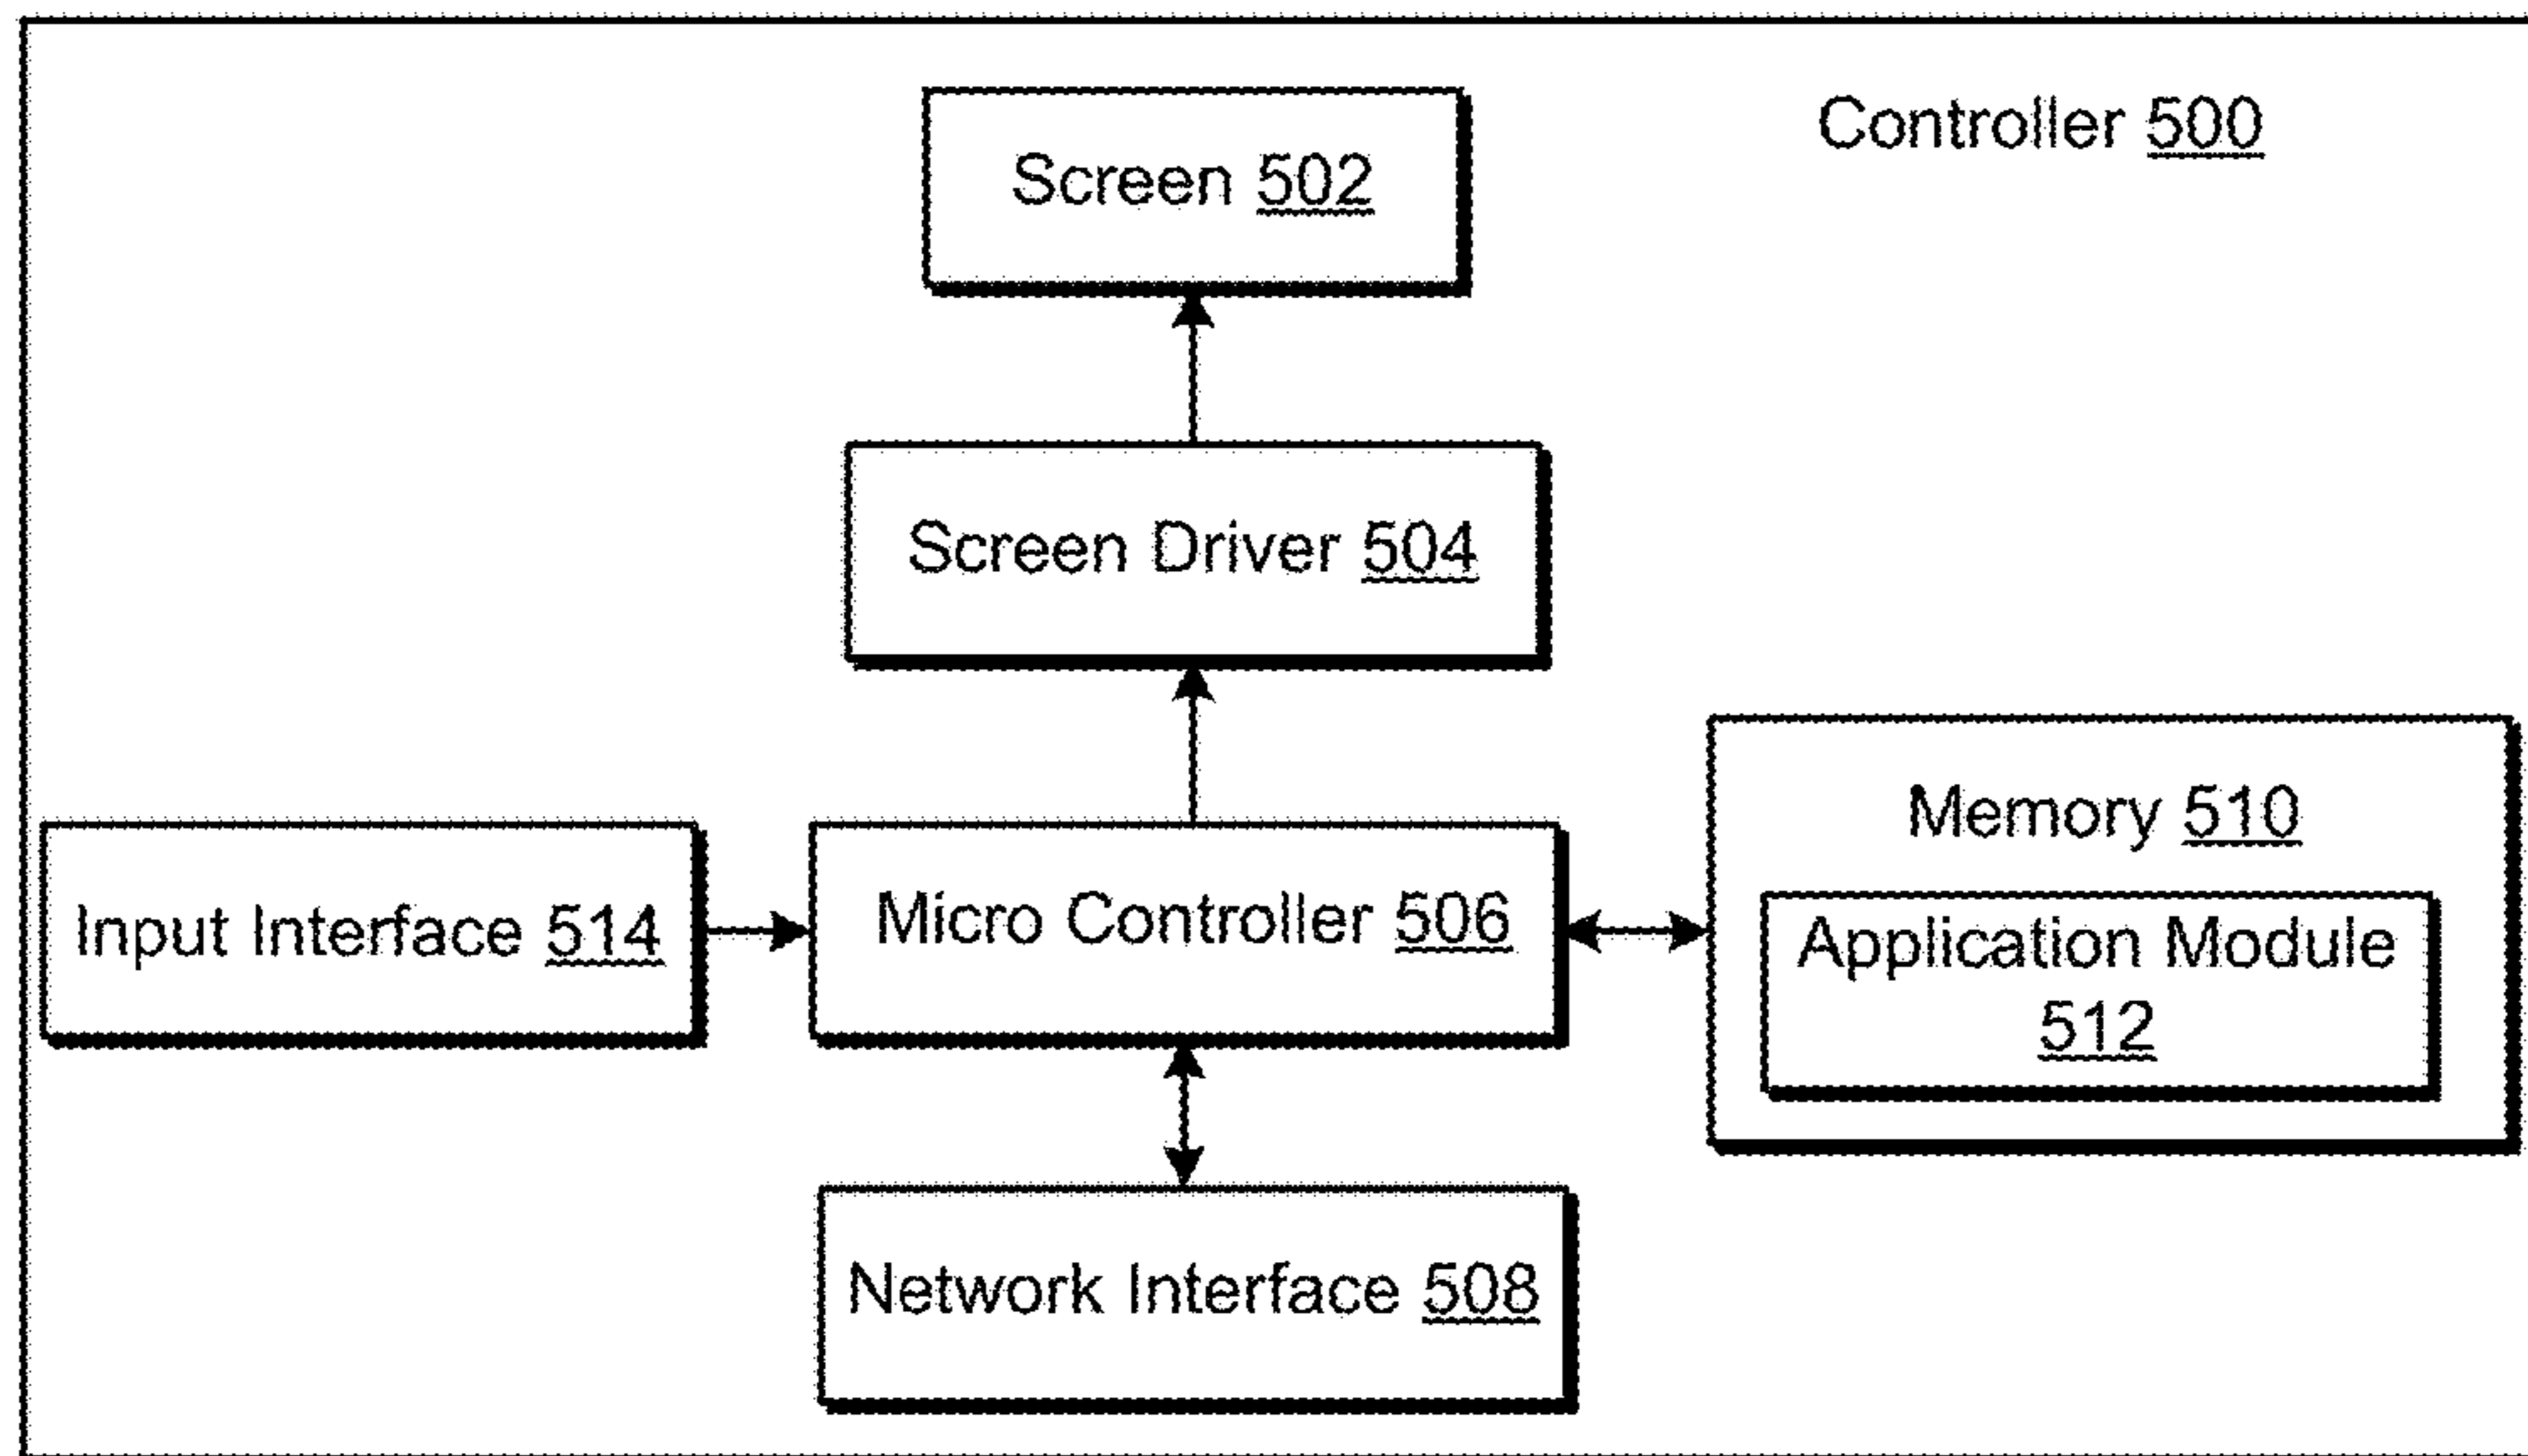 Controller 500
Screen 502
Screen Driver 504
Memory 510
Input Interface 514
Micro Controller 506
Application Module
512
Network Interface 508